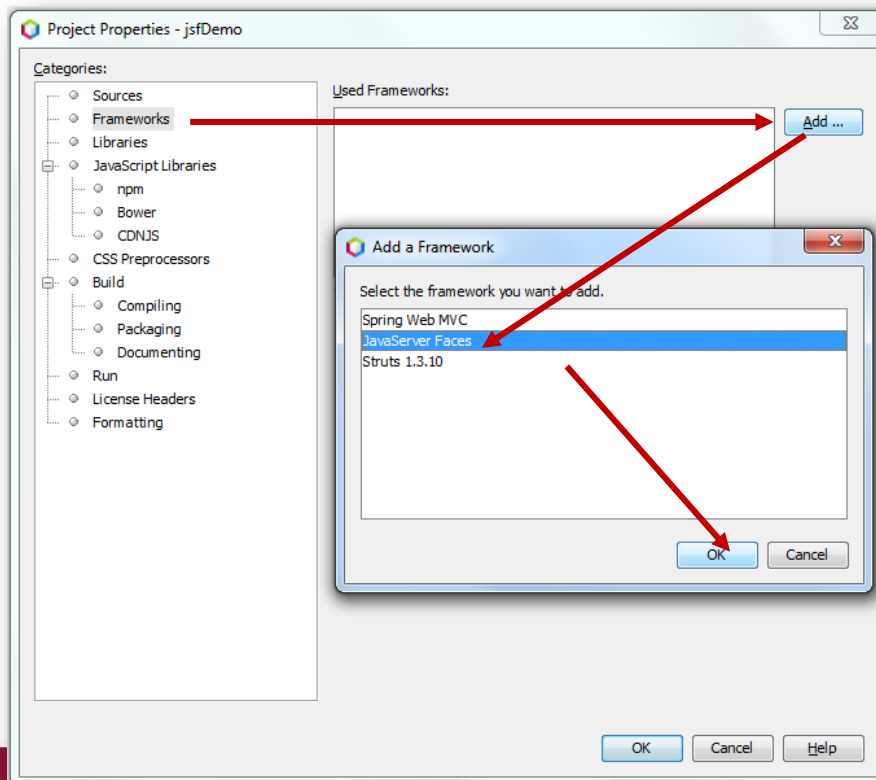 Project Properties - jsfDemo
Categories:
Sources
Frameworks
Libraries
JavaScript Libraries
npm
Bower
CDNJS
CSS Preprocessors
Build
Compiling
Packaging
Documenting
Run
License Headers
Formatting
Used Frameworks:
Add ...
Add a Framework
Select the framework you want to add.
Spring Web MVC
JavaServer Faces
Struts 1.3.10
OK
Cancel
OK
Cancel
Help